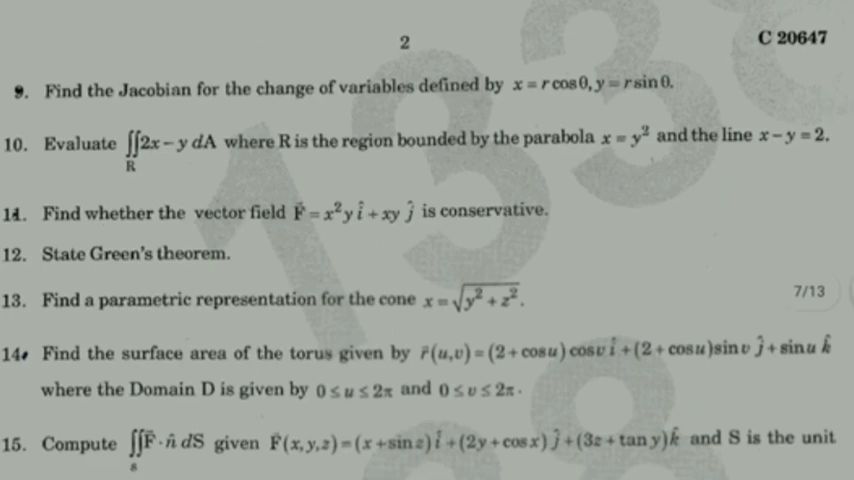 2
C 20647
9. Find the Jacobian for the change of variables defined by x = r cos θ, y = r sin θ.
10. Evaluate ∬2x − y dA where R is the region bounded by the parabola x = y² and the line x − y = 2.
R
11. Find whether the vector field F̄ = x²y î + xy ĵ is conservative.
12. State Green's theorem.
13. Find a parametric representation for the cone x = √(y² + z²).
7/13
14. Find the surface area of the torus given by r̄(u,v) = (2 + cos u) cos v î + (2 + cos u) sin v ĵ + sin u k̂
where the Domain D is given by 0 ≤ u ≤ 2π and 0 ≤ v ≤ 2π.
15. Compute ∬F̄ · n̂ dS given F̄(x,y,z) = (x + sin z) î + (2y + cos x) ĵ + (3z + tan y) k̂ and S is the unit
s